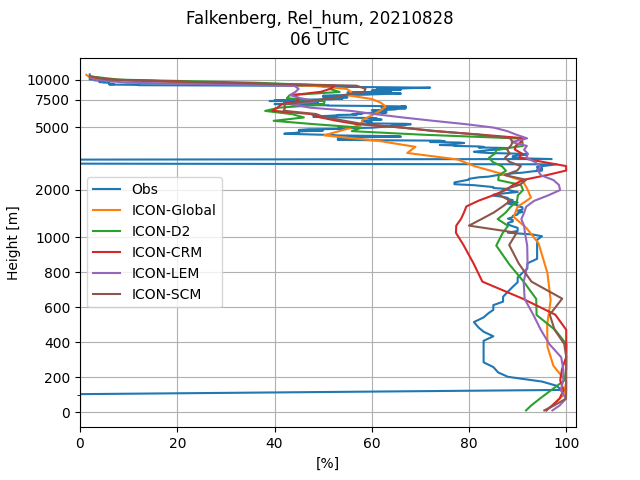 Falkenberg, Rel_hum, 20210828
06 UTC
10000
7500
5000
2000
1000
800
600
400
200
0
Height [m]
Obs
ICON-Global
ICON-D2
ICON-CRM
ICON-LEM
ICON-SCM
0 20 40 60 80 100
[%]